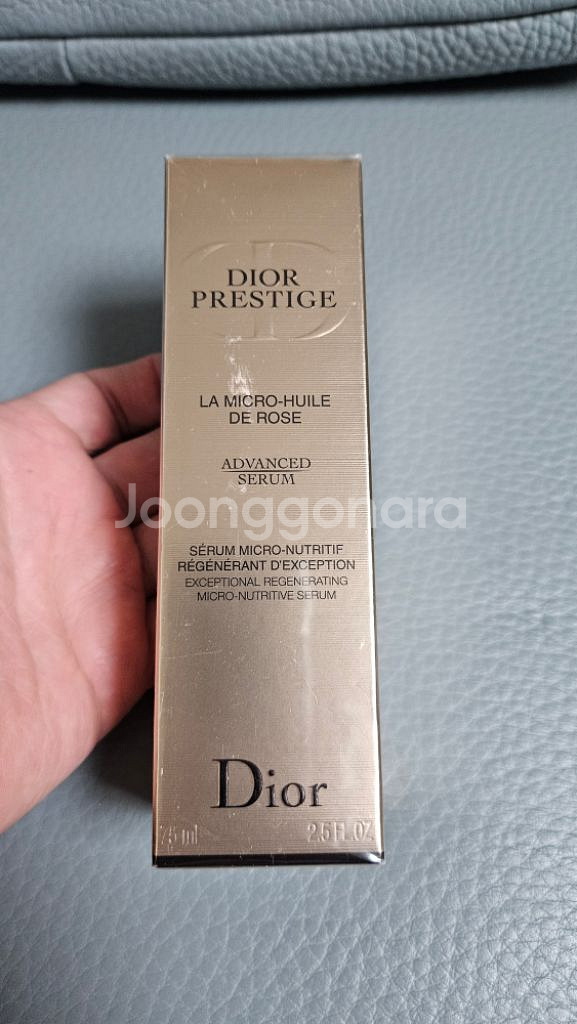 DIOR
PRESTIGE
LA MICRO-HUILE
DE ROSE
ADVANCED
SERUM
Joonggonara
SÉRUM MICRO-NUTRITIF
RÉGÉNÉRANT D'EXCEPTION
EXCEPTIONAL REGENERATING
MICRO-NUTRITIVE SERUM
Dior
75 ml 2.5 FL.OZ